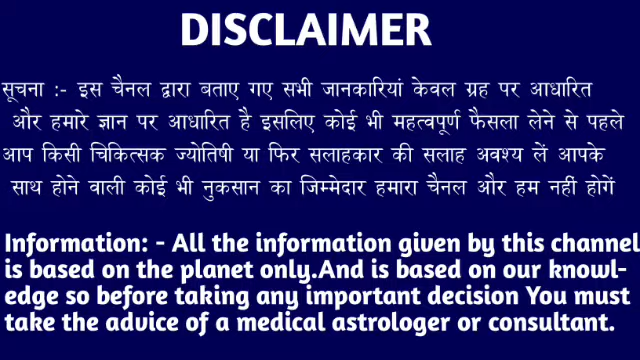 DISCLAIMER
सूचना :- इस चैनल द्वारा बताए गए सभी जानकारियां केवल ग्रह पर आधारित
और हमारे ज्ञान पर आधारित है इसलिए कोई भी महत्वपूर्ण फैसला लेने से पहले
आप किसी चिकित्सक ज्योतिषी या फिर सलाहकार की सलाह अवश्य लें आपके
साथ होने वाली कोई भी नुकसान का जिम्मेदार हमारा चैनल और हम नहीं होगें
Information: - All the information given by this channel
is based on the planet only.And is based on our knowl-
edge so before taking any important decision You must
take the advice of a medical astrologer or consultant.